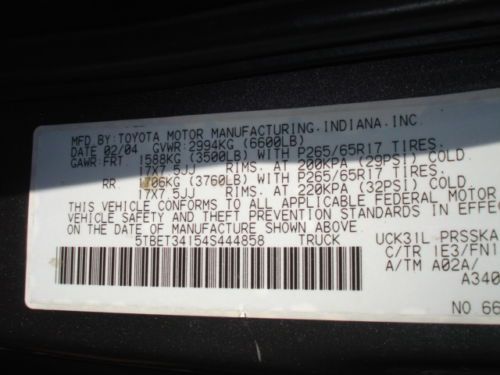 MFD.BY:TOYOTA MOTOR MANUFACTURING.INDIANA.INC.
DATE 02/04 GVWR:2994KG (6600LB)
GAWR:FRT. 1588KG (3500LB) WITH P265/65R17 TIRES.
17X7.5JJ RIMS. AT 200KPA (29PSI) COLD.
RR. 1706KG (3760LB) WITH P265/65R17 TIRES.
17X7.5JJ RIMS. AT 220KPA (32PSI) COLD.
THIS VEHICLE CONFORMS TO ALL APPLICABLE FEDERAL MOTOR
VEHICLE SAFETY AND THEFT PREVENTION STANDARDS IN EFFE
ON THE DATE OF MANUFACTURE SHOWN ABOVE.
5TBET34154S444858 TRUCK UCK31L PRSSKA
C/TR 1E3/FN1
A/TM A02A/
A340
NO 66